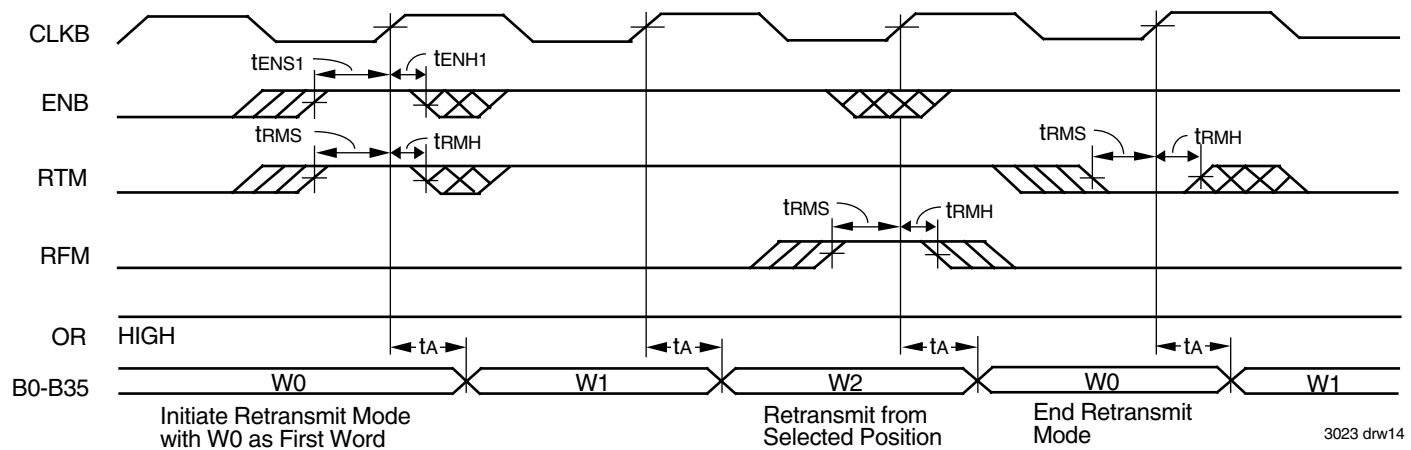 CLKB
tENS1
tENH1
ENB
tRMS
tRMH
tRMS
tRMH
RTM
tRMS
tRMH
RFM
OR HIGH
tA
tA
tA
tA
B0-B35
W0
W1
W2
W0
W1
Initiate Retransmit Mode
with W0 as First Word
Retransmit from
Selected Position
End Retransmit
Mode
3023 drw14